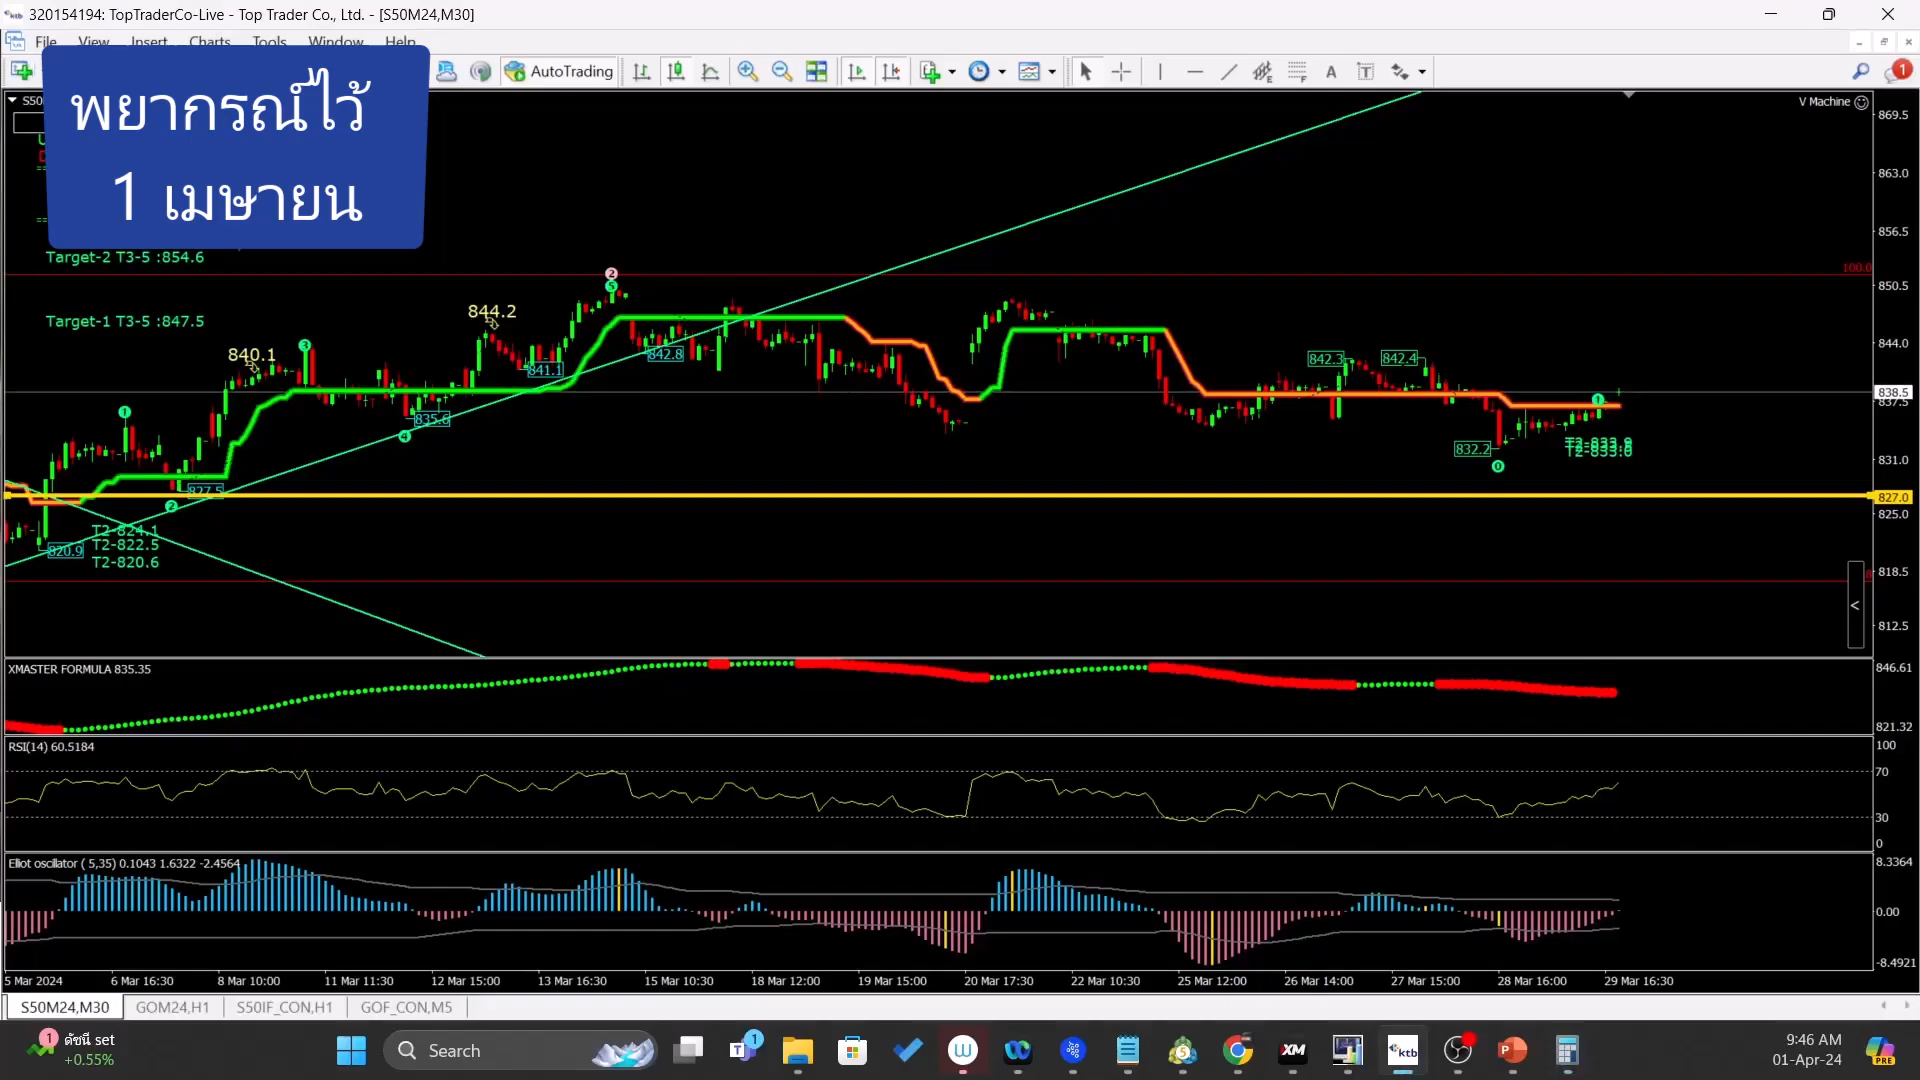 320154194: TopTraderCo-Live - Top Trader Co., Ltd. - [S50M24,M30]
File View Insert Charts Tools Window Help
AutoTrading
1
พยากรณ์ไว้
1 เมษายน
S50
V Machine
869.5
863.0
856.5
Target-2 T3-5 :854.6
100.0
850.5
844.2
Target-1 T3-5 :847.5
840.1
842.8
841.1
842.3
842.4
844.0
838.5
837.5
835.6
832.2
T2-833.0
831.0
827.5
827.0
825.0
820.9
T2-824.1
T2-822.5
T2-820.6
818.5
812.5
XMASTER FORMULA 835.35
846.61
821.32
RSI(14) 60.5184
100
70
30
0
Elliot oscillator ( 5,35) 0.1043 1.6322 -2.4564
8.3364
0.00
-8.4921
5 Mar 2024 6 Mar 16:30 8 Mar 10:00 11 Mar 11:30 12 Mar 15:00 13 Mar 16:30 15 Mar 10:30 18 Mar 12:00 19 Mar 15:00 20 Mar 17:30 22 Mar 10:30 25 Mar 12:00 26 Mar 14:00 27 Mar 15:00 28 Mar 16:00 29 Mar 16:30
S50M24,M30 GOM24,H1 S50IF_CON,H1 GOF_CON,M5
ดัชนี set
+0.55%
Search
9:46 AM
01-Apr-24